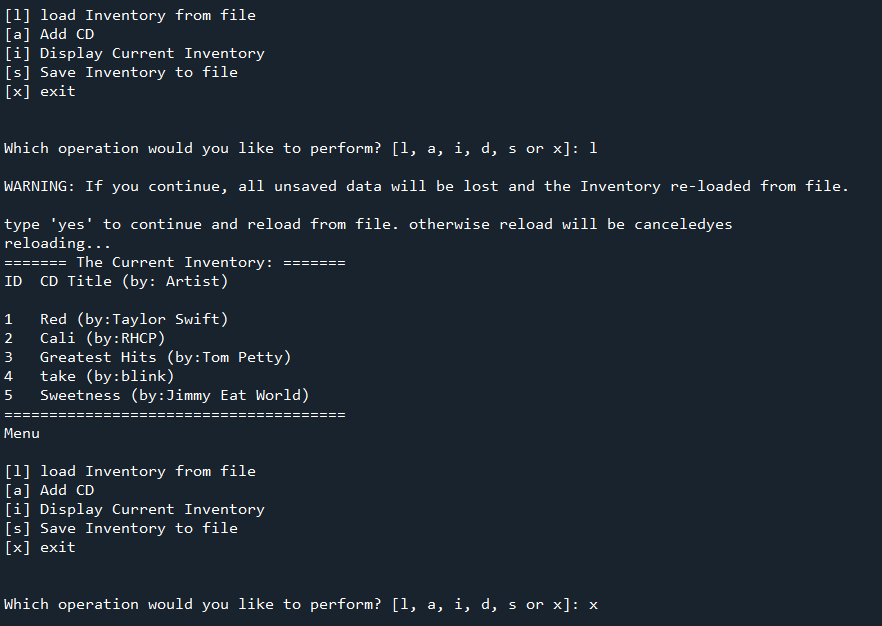 [l] load Inventory from file
[a] Add CD
[i] Display Current Inventory
[s] Save Inventory to file
[x] exit
Which operation would you like to perform? [l, a, i, d, s or x]: l
WARNING: If you continue, all unsaved data will be lost and the Inventory re-loaded from file.
type 'yes' to continue and reload from file. otherwise reload will be canceledyes
reloading...
======= The Current Inventory: =======
ID  CD Title (by: Artist)
1   Red (by:Taylor Swift)
2   Cali (by:RHCP)
3   Greatest Hits (by:Tom Petty)
4   take (by:blink)
5   Sweetness (by:Jimmy Eat World)
======================================
Menu
[l] load Inventory from file
[a] Add CD
[i] Display Current Inventory
[s] Save Inventory to file
[x] exit
Which operation would you like to perform? [l, a, i, d, s or x]: x